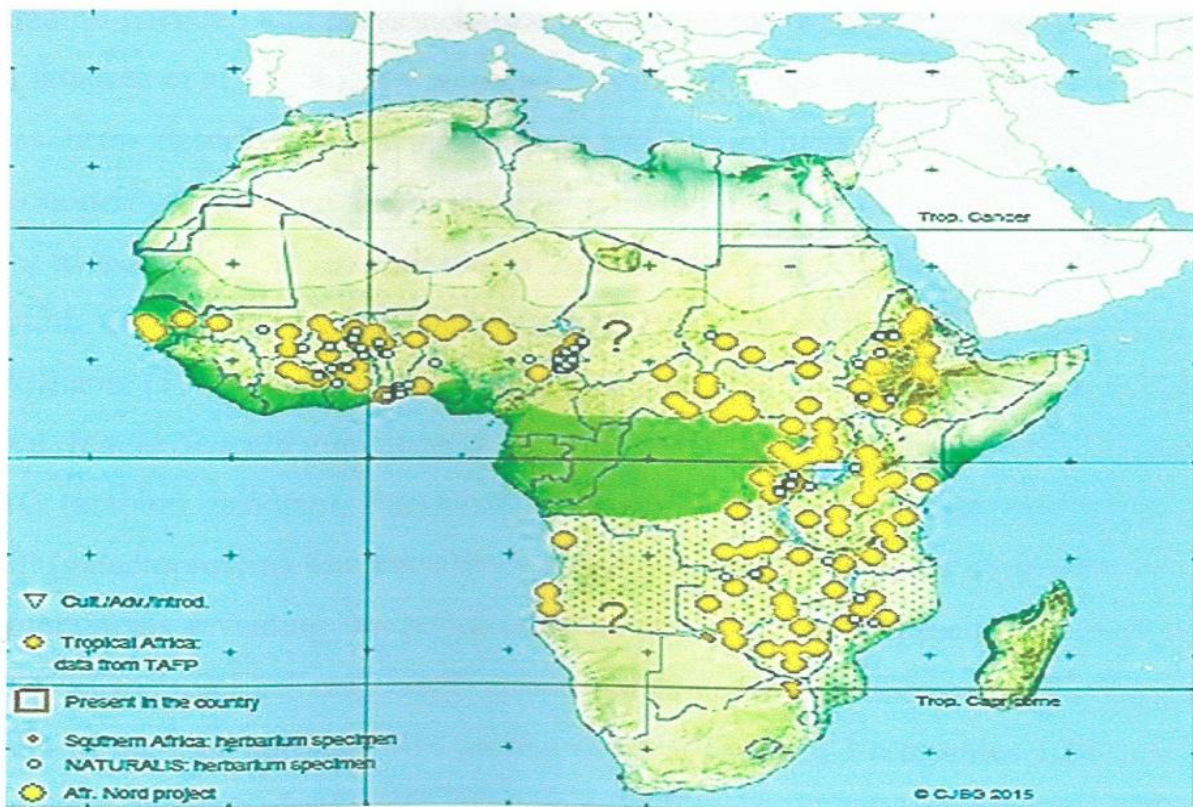 Trop. Cancer
?
?
Trop. Capricorne
Cult./Adv./Introd.
Tropical Africa:
data from TAFP
Present in the country
Southern Africa: herbarium specimen
NATURALIS: herbarium specimen
Afr. Nord project
© CJBG 2015